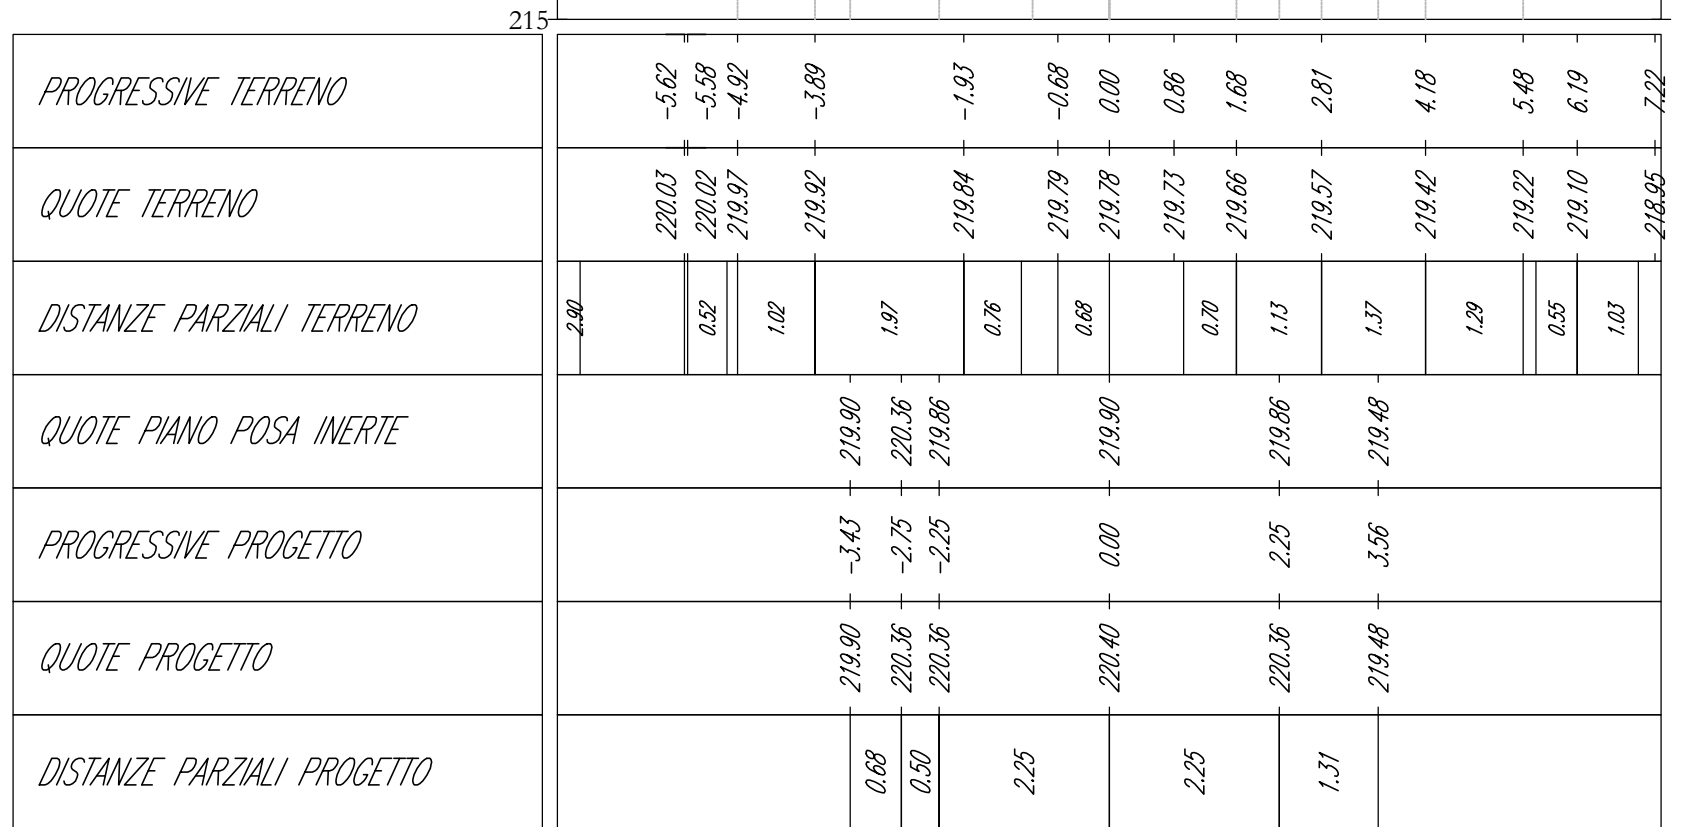 215
PROGRESSIVE TERRENO -5.62 -5.58 -4.92 -3.89 -1.93 -0.68 0.00 0.86 1.68 2.81 4.18 5.48 6.19 7.22
QUOTE TERRENO 220.03 220.02 219.97 219.92 219.84 219.79 219.78 219.73 219.66 219.57 219.42 219.22 219.10 218.95
DISTANZE PARZIALI TERRENO 2.90 0.52 1.02 1.97 0.76 0.68 0.70 1.13 1.37 1.29 0.55 1.03
QUOTE PIANO POSA INERTE 219.90 220.36 219.86 219.90 219.86 219.48
PROGRESSIVE PROGETTO -3.43 -2.75 -2.25 0.00 2.25 3.56
QUOTE PROGETTO 219.90 220.36 220.36 220.40 220.36 219.48
DISTANZE PARZIALI PROGETTO 0.68 0.50 2.25 2.25 1.31